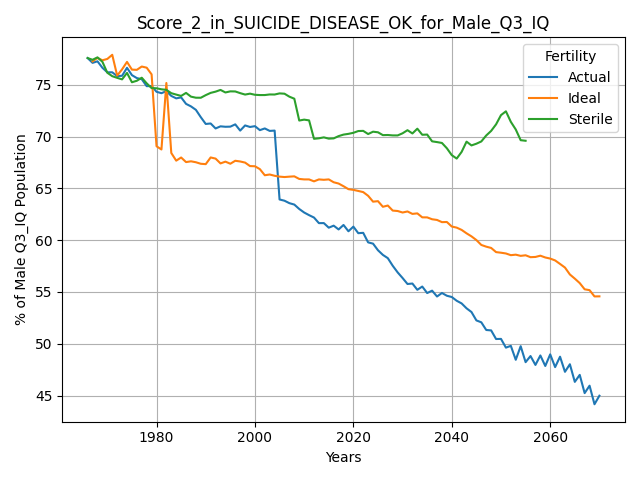 Score_2_in_SUICIDE_DISEASE_OK_for_Male_Q3_IQ
Fertility
Actual
Ideal
Sterile
% of Male Q3_IQ Population
75
70
65
60
55
50
45
1980
2000
2020
2040
2060
Years